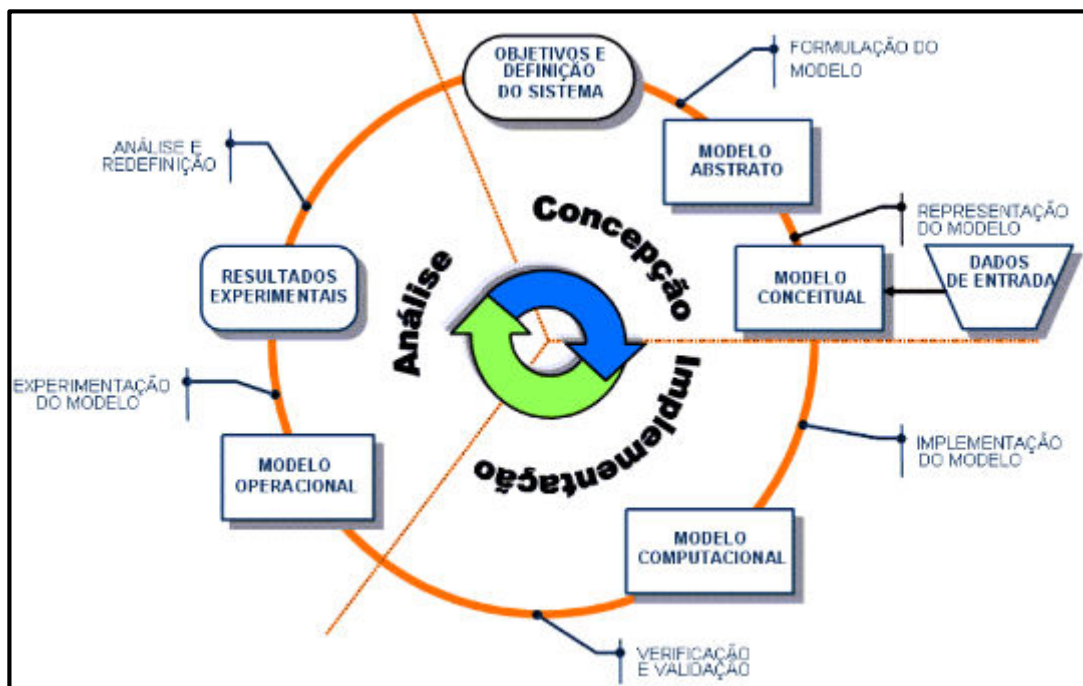 OBJETIVOS E
DEFINIÇÃO
DO SISTEMA
FORMULAÇÃO DO
MODELO
MODELO
ABSTRATO
REPRESENTAÇÃO
DO MODELO
MODELO
CONCEITUAL
DADOS
DE ENTRADA
IMPLEMENTAÇÃO
DO MODELO
MODELO
COMPUTACIONAL
VERIFICAÇÃO
E VALIDAÇÃO
MODELO
OPERACIONAL
EXPERIMENTAÇÃO
DO MODELO
RESULTADOS
EXPERIMENTAIS
ANÁLISE E
REDEFINIÇÃO
Concepção
Implementação
Análise